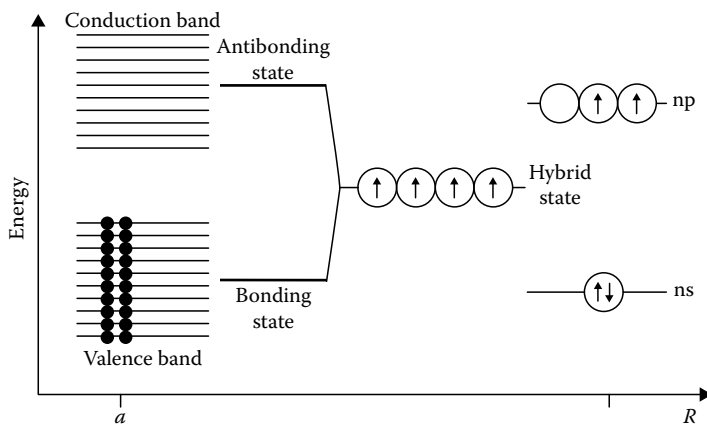 Conduction band
Antibonding
state
np
Hybrid
state
Energy
Bonding
state
ns
Valence band
a
R